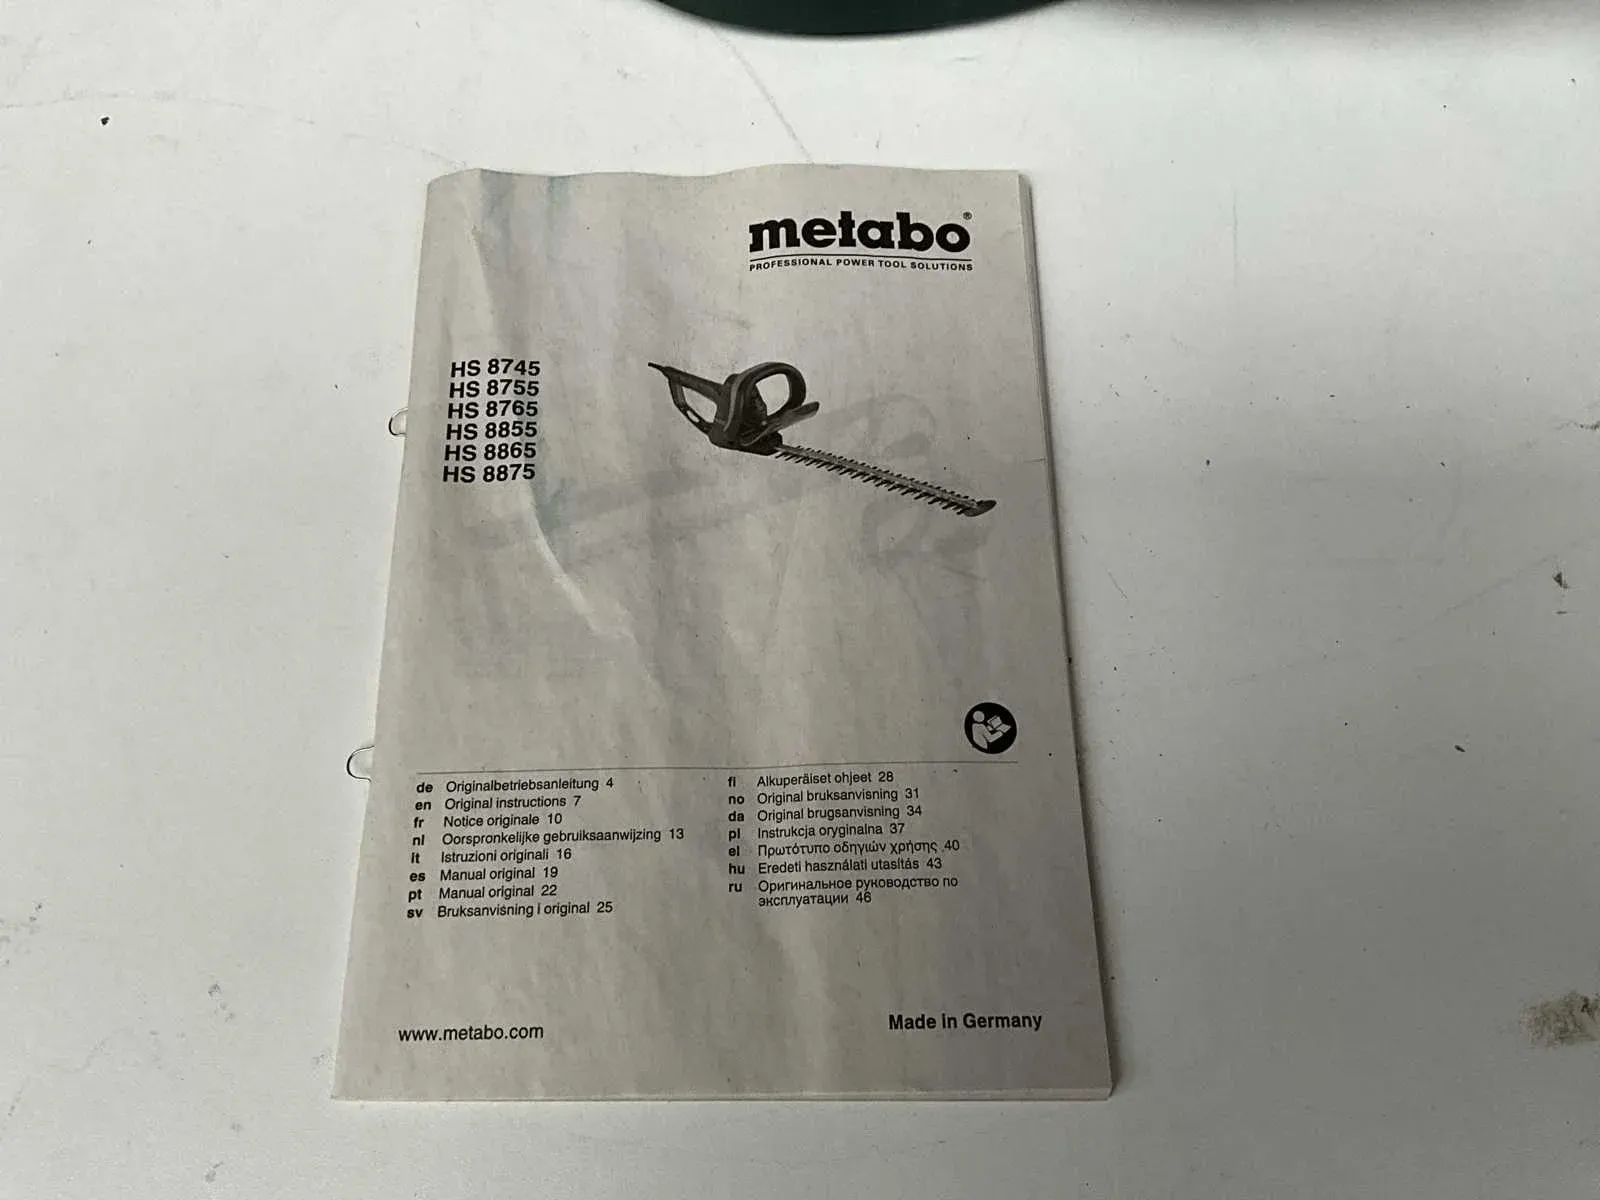 metabo®
PROFESSIONAL POWER TOOL SOLUTIONS
HS 8745
HS 8755
HS 8765
HS 8855
HS 8865
HS 8875
de Originalbetriebsanleitung 4
en Original instructions 7
fr Notice originale 10
nl Oorspronkelijke gebruiksaanwijzing 13
it Istruzioni originali 16
es Manual original 19
pt Manual original 22
sv Bruksanvisning i original 25
fi Alkuperäiset ohjeet 28
no Original bruksanvisning 31
da Original brugsanvisning 34
pl Instrukcja oryginalna 37
el Πρωτότυπο οδηγιών χρήσης 40
hu Eredeti használati utasítás 43
ru Оригинальное руководство по
эксплуатации 46
www.metabo.com
Made in Germany